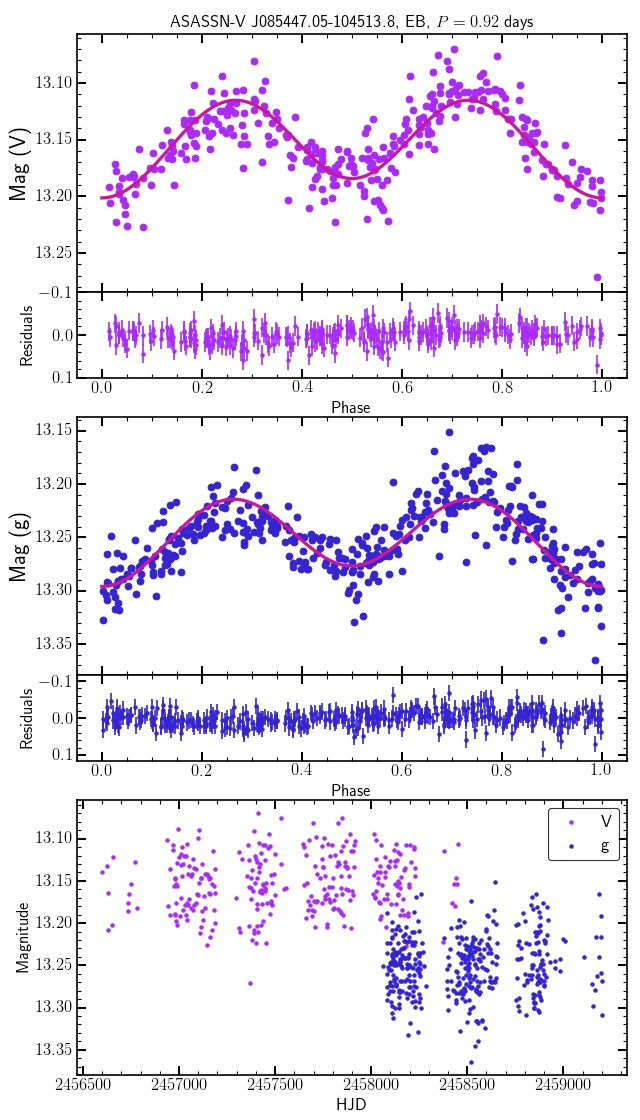 ASASSN-V J085447.05-104513.8, EB, P = 0.92 days
Mag (V)
13.10
13.15
13.20
13.25
Residuals
−0.1
0.0
0.1
0.0 0.2 0.4 0.6 0.8 1.0
Phase
Mag (g)
13.15
13.20
13.25
13.30
13.35
Residuals
−0.1
0.0
0.1
0.0 0.2 0.4 0.6 0.8 1.0
Phase
V
g
Magnitude
13.10
13.15
13.20
13.25
13.30
13.35
2456500 2457000 2457500 2458000 2458500 2459000
HJD